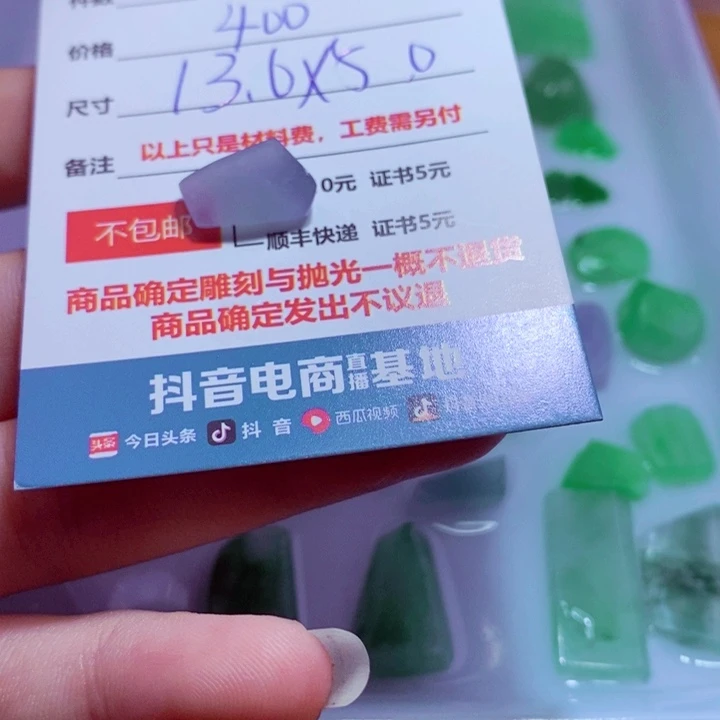 件数
价格 400
尺寸 13.6X5.0
备注 以上只是材料费，工费需另付
0元 证书5元
不包邮
顺丰快递 证书5元
商品确定雕刻与抛光一概不退货
商品确定发出不议退
抖音电商直播基地
头条 今日头条 抖音 西瓜视频